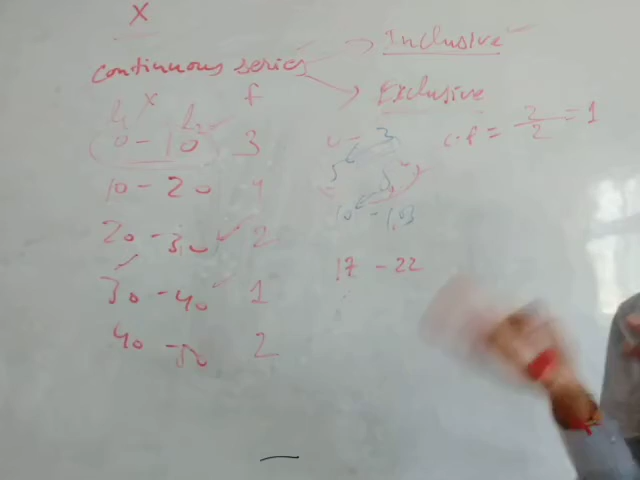 X
continuous series
Inclusive
Exclusive
l₁ x l₂ f
0 - 10 3
10 - 20 4
20 - 30 2
30 - 40 1
40 - 50 2
C.F = 2/2 = 1
17 - 22